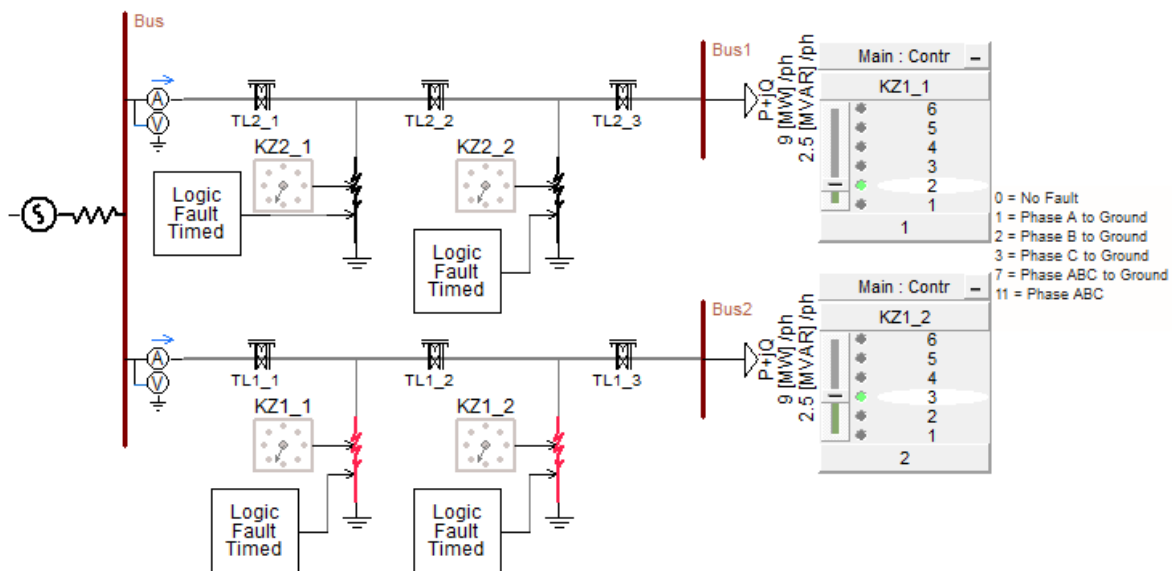 Bus
A
V
TL2_1
TL2_2
TL2_3
Bus1
P+jQ
9 [MW] /ph
2.5 [MVAR] /ph
KZ2_1
KZ2_2
Logic
Fault
Timed
Logic
Fault
Timed
Main : Contr
KZ1_1
6
5
4
3
2
1
1
0 = No Fault
1 = Phase A to Ground
2 = Phase B to Ground
3 = Phase C to Ground
7 = Phase ABC to Ground
11 = Phase ABC
A
V
TL1_1
TL1_2
TL1_3
Bus2
P+jQ
9 [MW] /ph
2.5 [MVAR] /ph
KZ1_1
KZ1_2
Logic
Fault
Timed
Logic
Fault
Timed
Main : Contr
KZ1_2
6
5
4
3
2
1
2